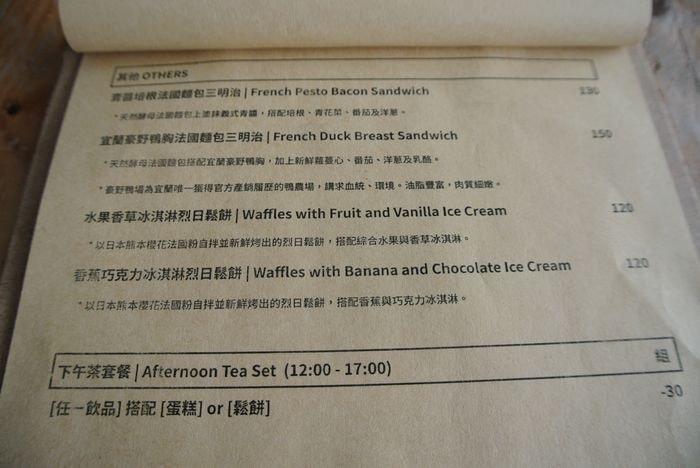 其他 OTHERS
青醬培根法國麵包三明治 | French Pesto Bacon Sandwich 130
*天然酵母法國麵包上塗抹義式青醬，搭配培根、青花菜、番茄及洋蔥。
宜蘭豪野鴨胸法國麵包三明治 | French Duck Breast Sandwich 150
*天然酵母法國麵包搭配宜蘭豪野鴨胸，加上新鮮蘿蔓心、番茄、洋蔥及乳酪。
*豪野鴨場為宜蘭唯一獲得官方產銷履歷的鴨農場，講求血統、環境。油脂豐富，肉質細嫩。
水果香草冰淇淋烈日鬆餅 | Waffles with Fruit and Vanilla Ice Cream 120
*以日本熊本櫻花法國粉自拌並新鮮烤出的烈日鬆餅，搭配綜合水果與香草冰淇淋。
香蕉巧克力冰淇淋烈日鬆餅 | Waffles with Banana and Chocolate Ice Cream 120
*以日本熊本櫻花法國粉自拌並新鮮烤出的烈日鬆餅，搭配香蕉與巧克力冰淇淋。
下午茶套餐 | Afternoon Tea Set (12:00 - 17:00) 組
[任一飲品] 搭配 [蛋糕] or [鬆餅] -30